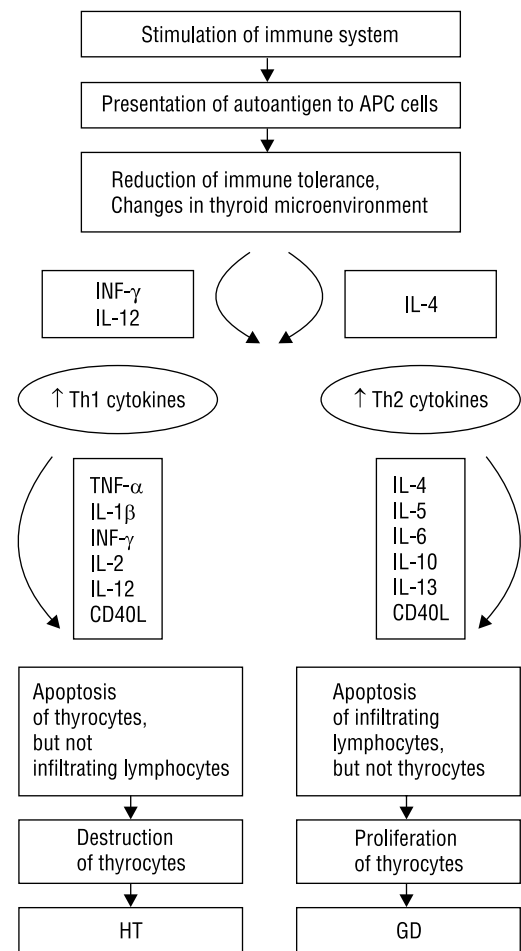 Stimulation of immune system
Presentation of autoantigen to APC cells
Reduction of immune tolerance,
Changes in thyroid microenvironment
INF-γ
IL-12
IL-4
↑ Th1 cytokines
↑ Th2 cytokines
TNF-α
IL-1β
INF-γ
IL-2
IL-12
CD40L
IL-4
IL-5
IL-6
IL-10
IL-13
CD40L
Apoptosis
of thyrocytes,
but not
infiltrating lymphocytes
Apoptosis
of infiltrating
lymphocytes,
but not thyrocytes
Destruction
of thyrocytes
Proliferation
of thyrocytes
HT
GD